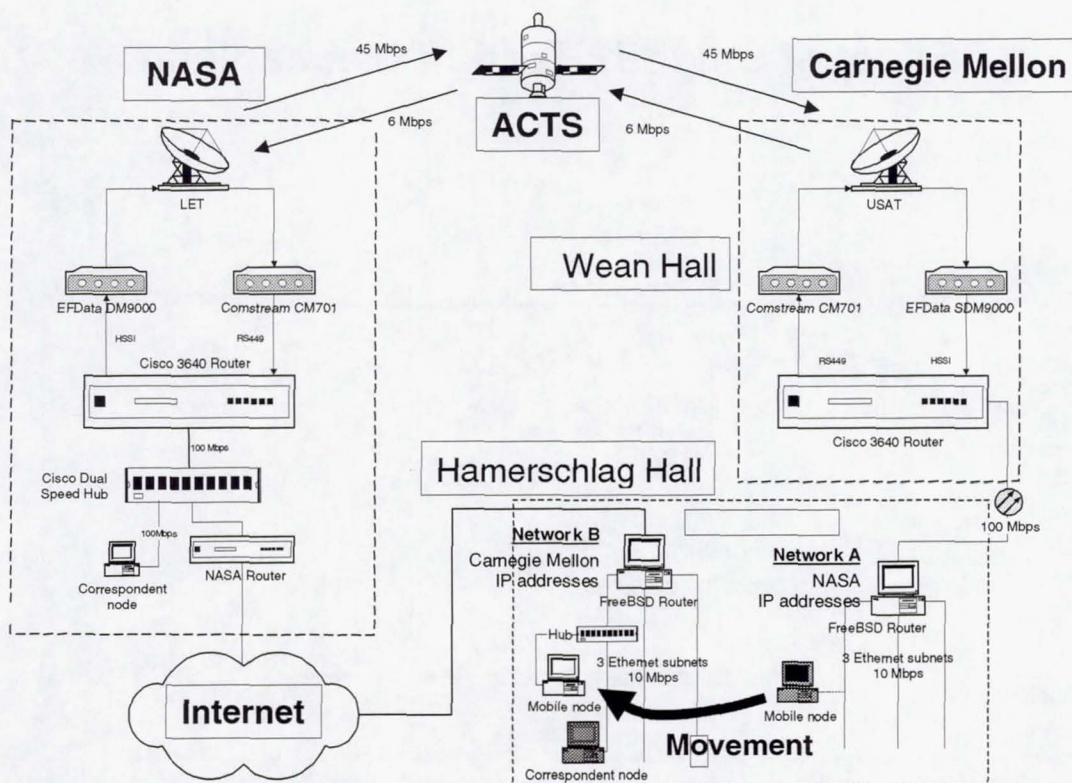 NASA
45 Mbps
6 Mbps
ACTS
45 Mbps
6 Mbps
Carnegie Mellon
LET
EFData DM9000
Comstream CM701
HSSI
RS449
Cisco 3640 Router
100 Mbps
Cisco Dual
Speed Hub
100Mbps
Correspondent
node
NASA Router
Internet
Wean Hall
USAT
Comstream CM701
EFData SDM9000
RS449
HSSI
Cisco 3640 Router
100 Mbps
Hamerschlag Hall
Network B
Carnegie Mellon
IP addresses
FreeBSD Router
Hub
3 Ethernet subnets
10 Mbps
Mobile node
Correspondent node
Network A
NASA
IP addresses
FreeBSD Router
3 Ethernet subnets
10 Mbps
Mobile node
Movement